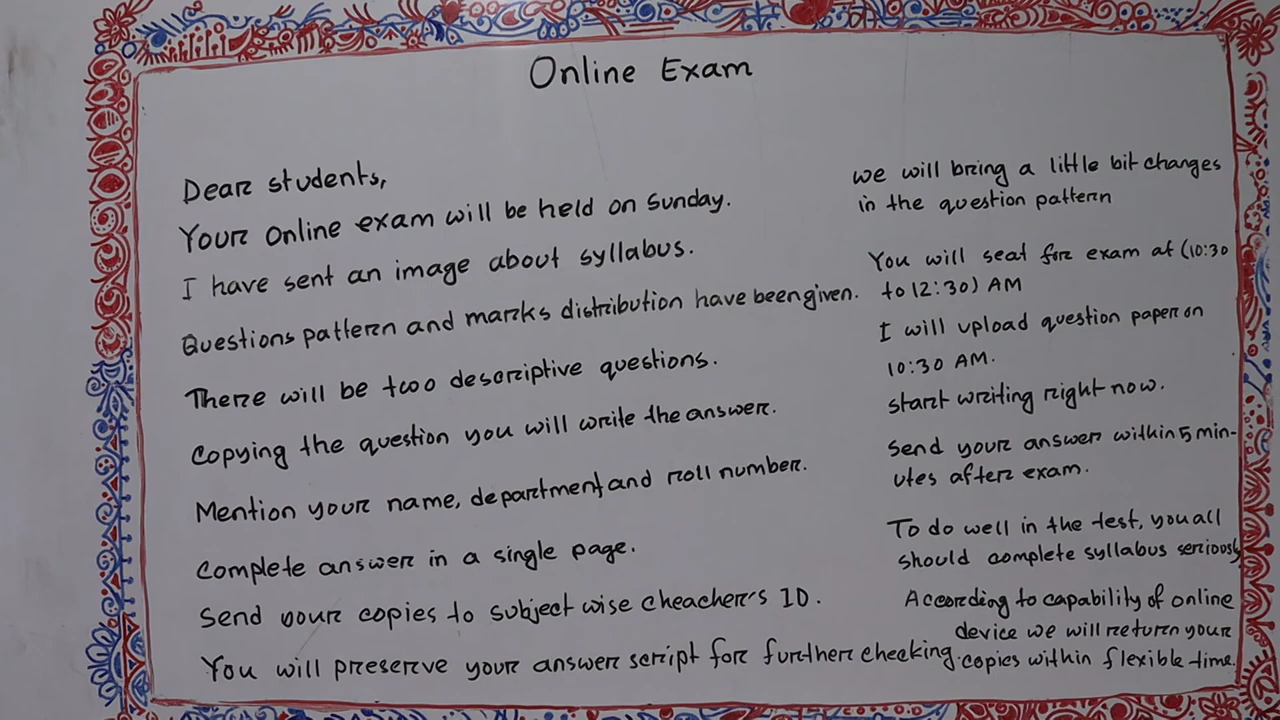 Online Exam
Dear students,
Your Online exam will be held on Sunday.
I have sent an image about syllabus.
Questions pattern and marks distribution have been given.
There will be two descriptive questions.
Copying the question you will write the answer.
Mention your name, department and roll number.
Complete answer in a single page.
Send your copies to subject wise cheacher's ID.
You will preserve your answer script for further checking.
we will bring a little bit changes
in the question pattern
You will seat for exam at (10:30
to 12:30) AM
I will upload question paper on
10:30 AM.
start writing right now.
Send your answer within 5 min-
utes after exam.
To do well in the test, you all
should complete syllabus seriously
According to capability of online
device we will return your
copies within flexible time.